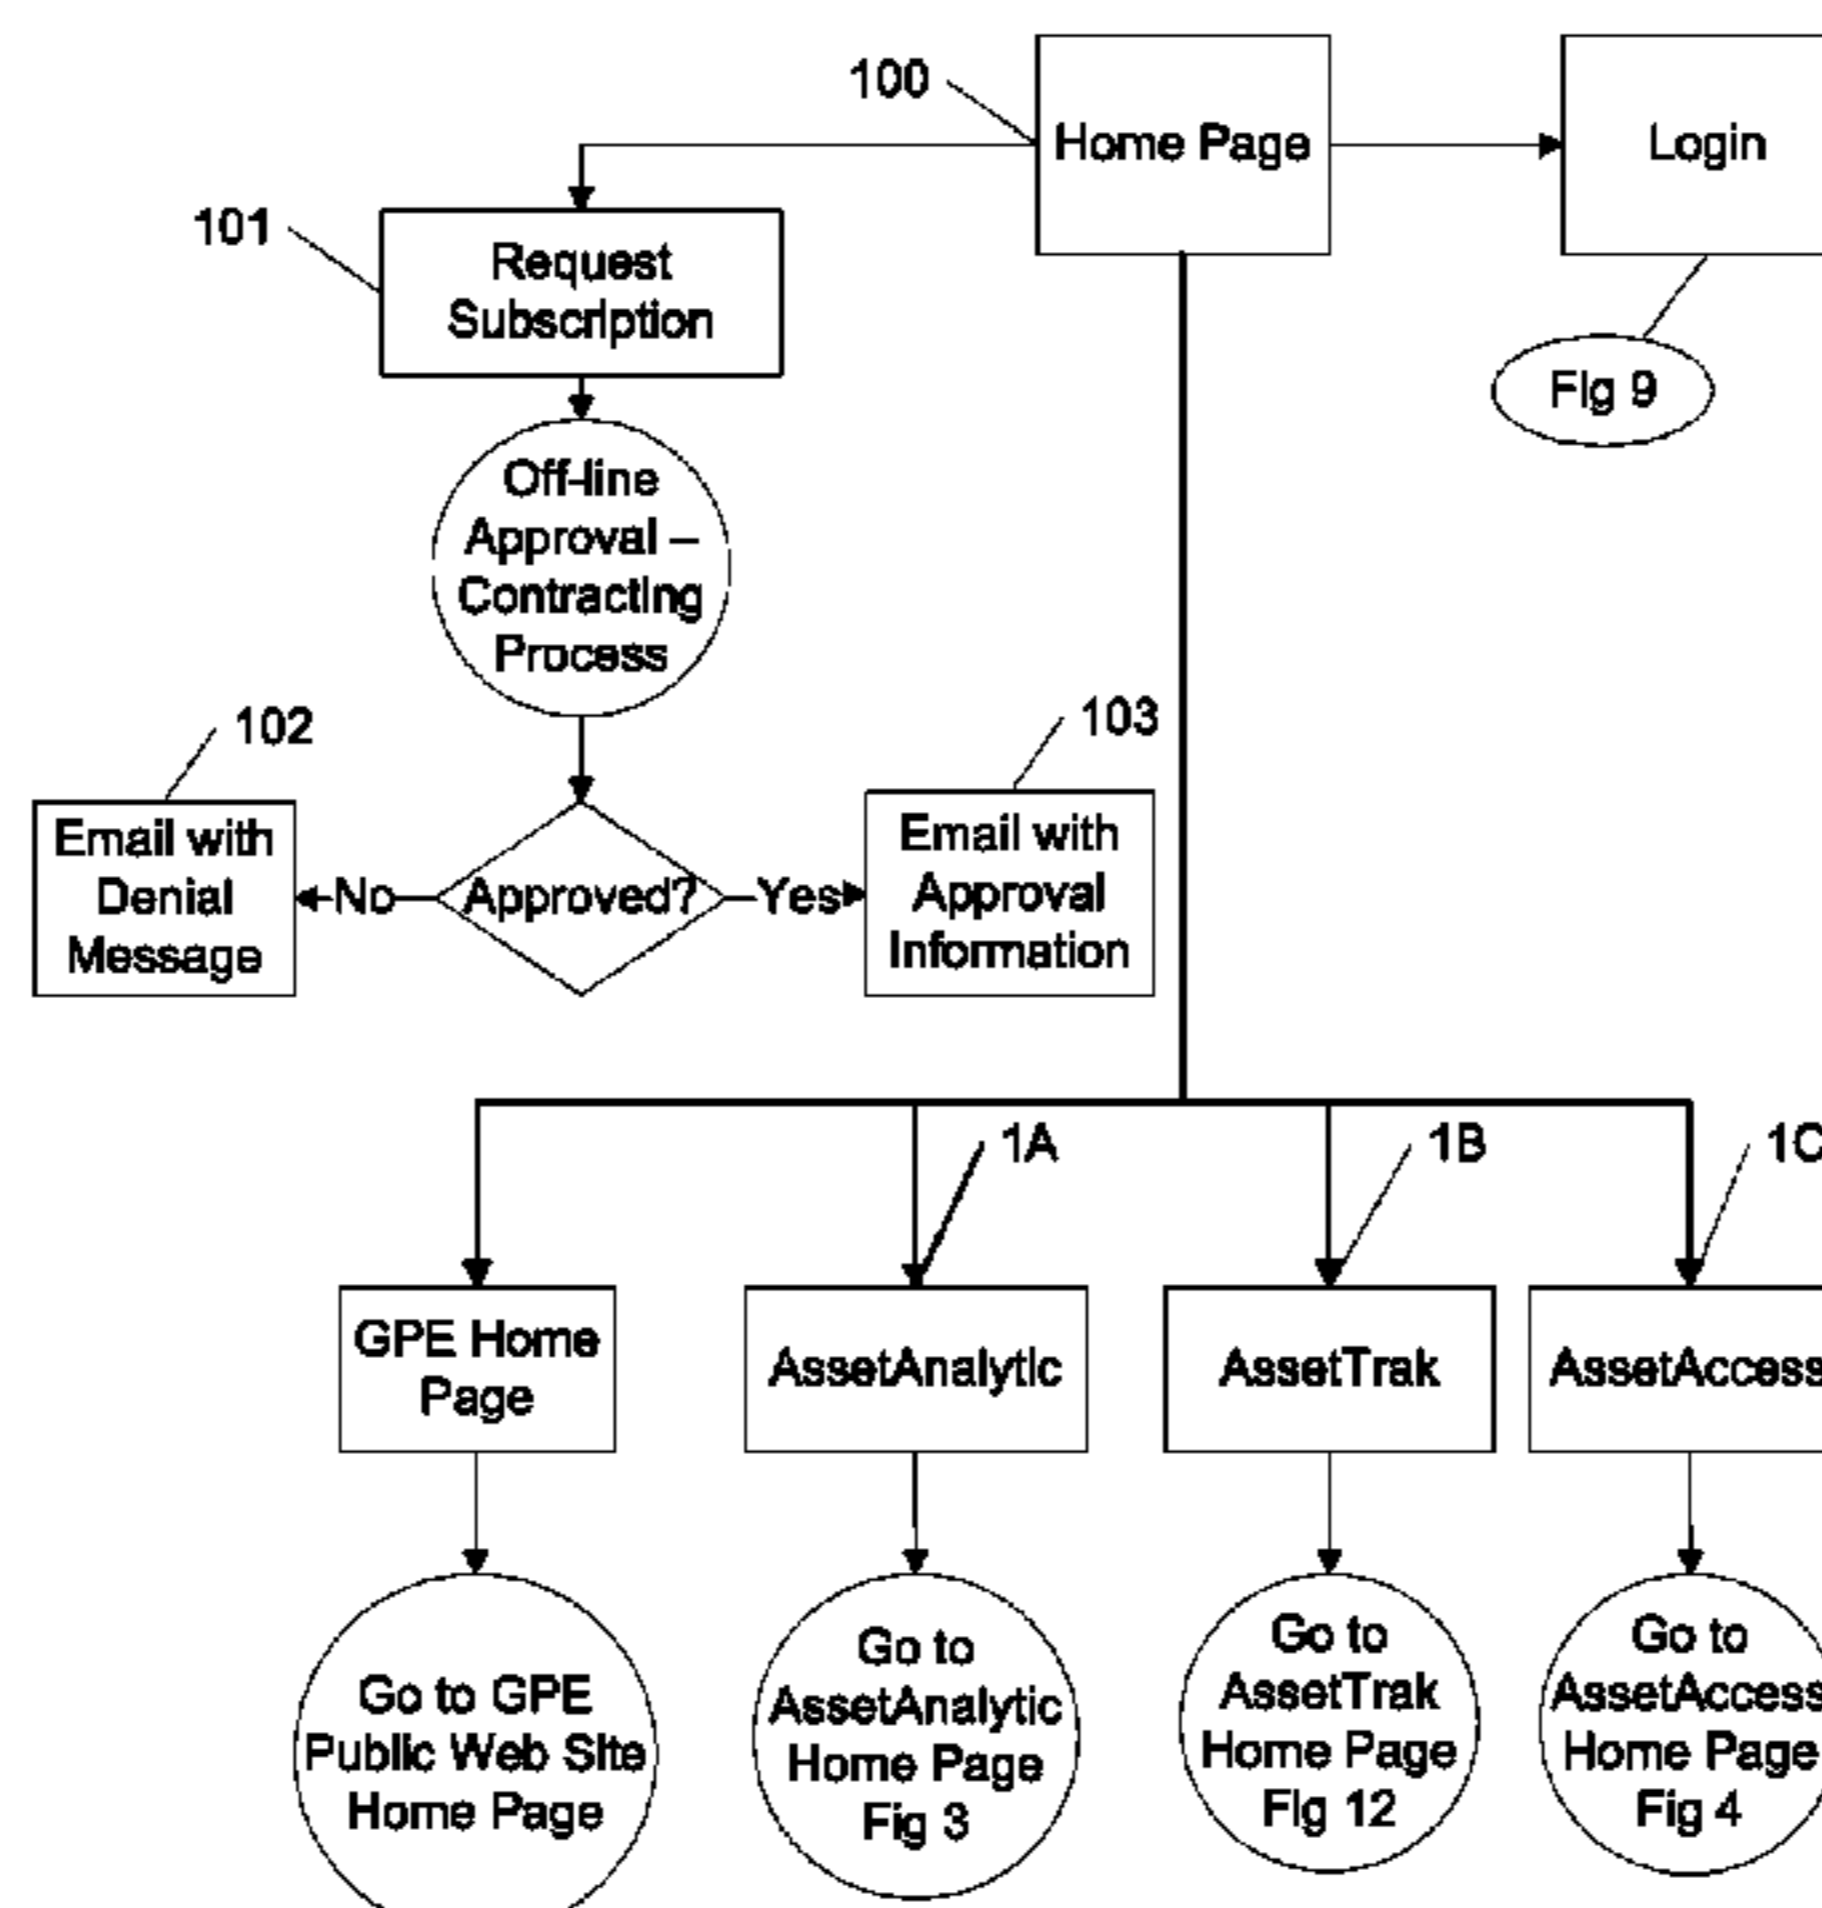 100
Home Page
Login
101
Request
Subscription
Fig 9
Off-line
Approval –
Contracting
Process
102
103
Email with
Denial
Message
No
Approved?
Yes
Email with
Approval
Information
1A
1B
1C
GPE Home
Page
AssetAnalytic
AssetTrak
AssetAccess
Go to GPE
Public Web Site
Home Page
Go to
AssetAnalytic
Home Page
Fig 3
Go to
AssetTrak
Home Page
Fig 12
Go to
AssetAccess
Home Page
Fig 4